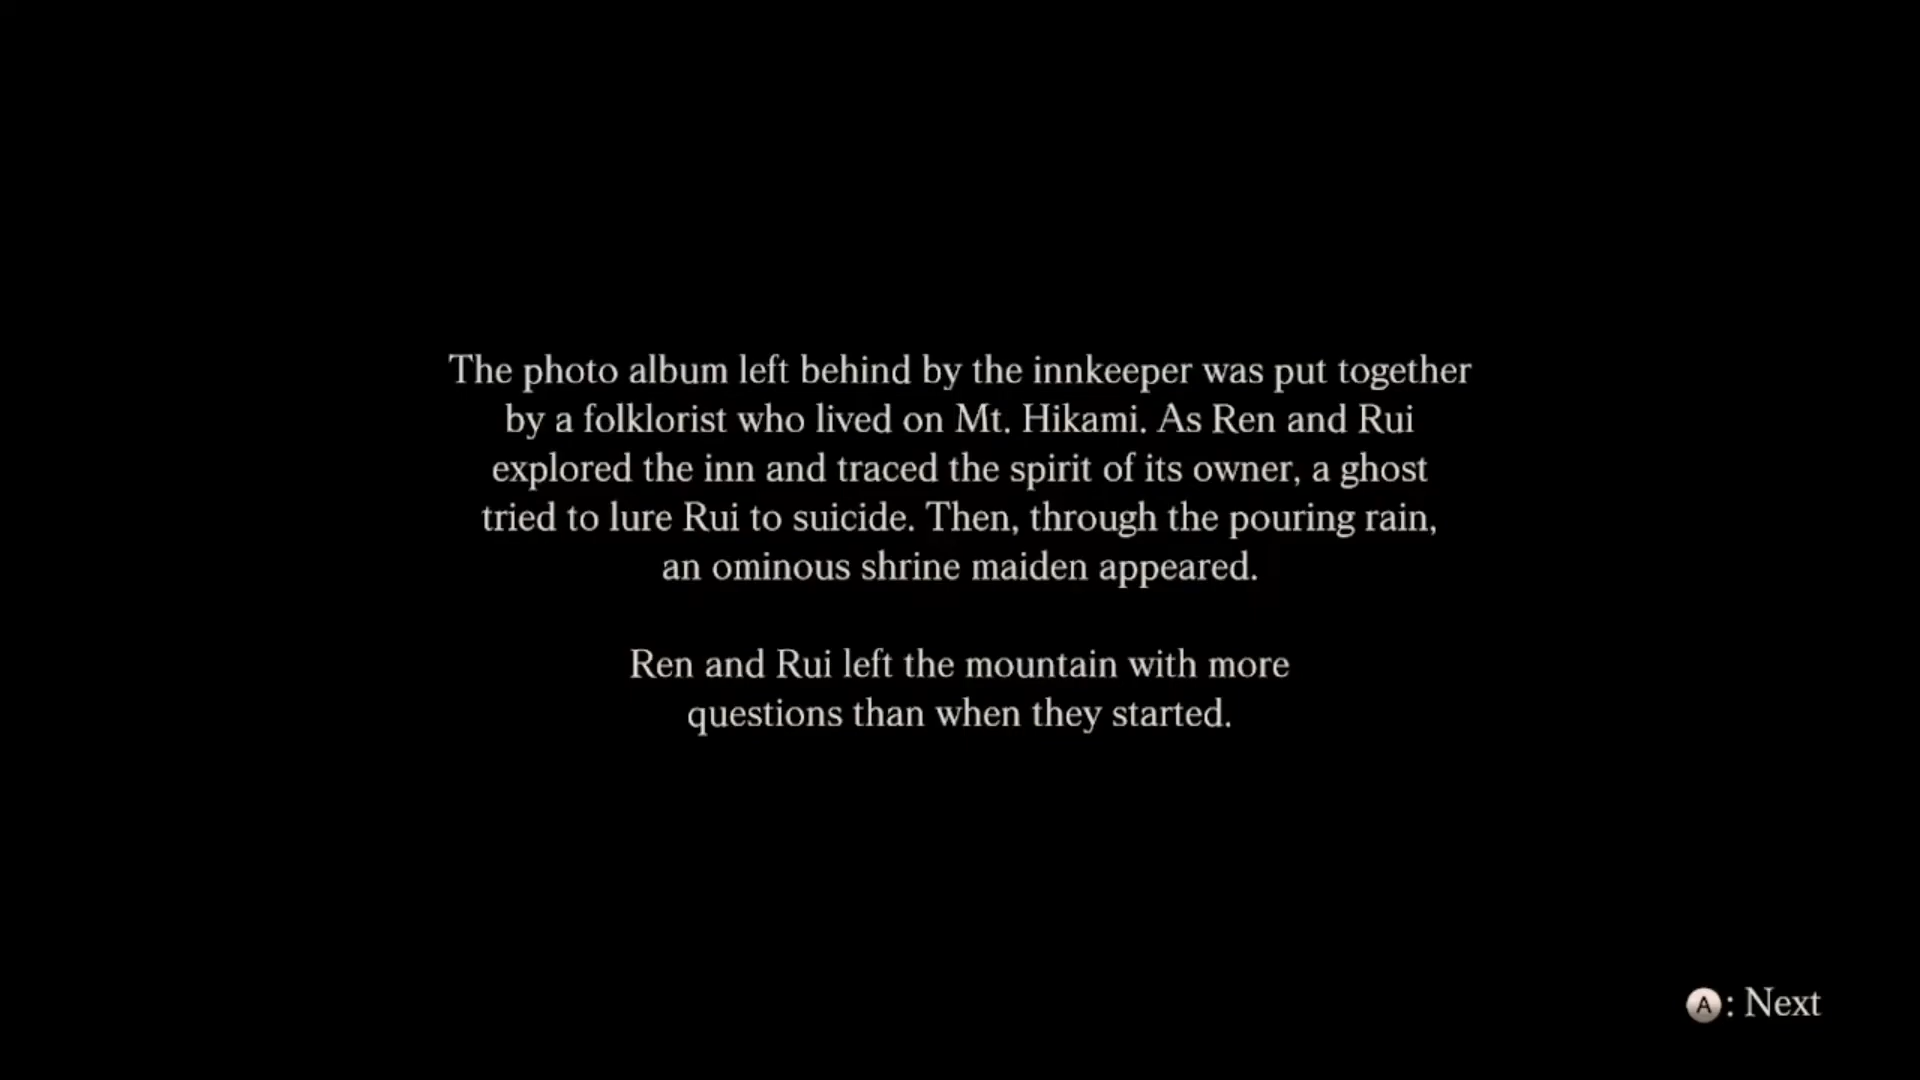 The photo album left behind by the innkeeper was put together
by a folklorist who lived on Mt. Hikami. As Ren and Rui
explored the inn and traced the spirit of its owner, a ghost
tried to lure Rui to suicide. Then, through the pouring rain,
an ominous shrine maiden appeared.
Ren and Rui left the mountain with more
questions than when they started.
A: Next